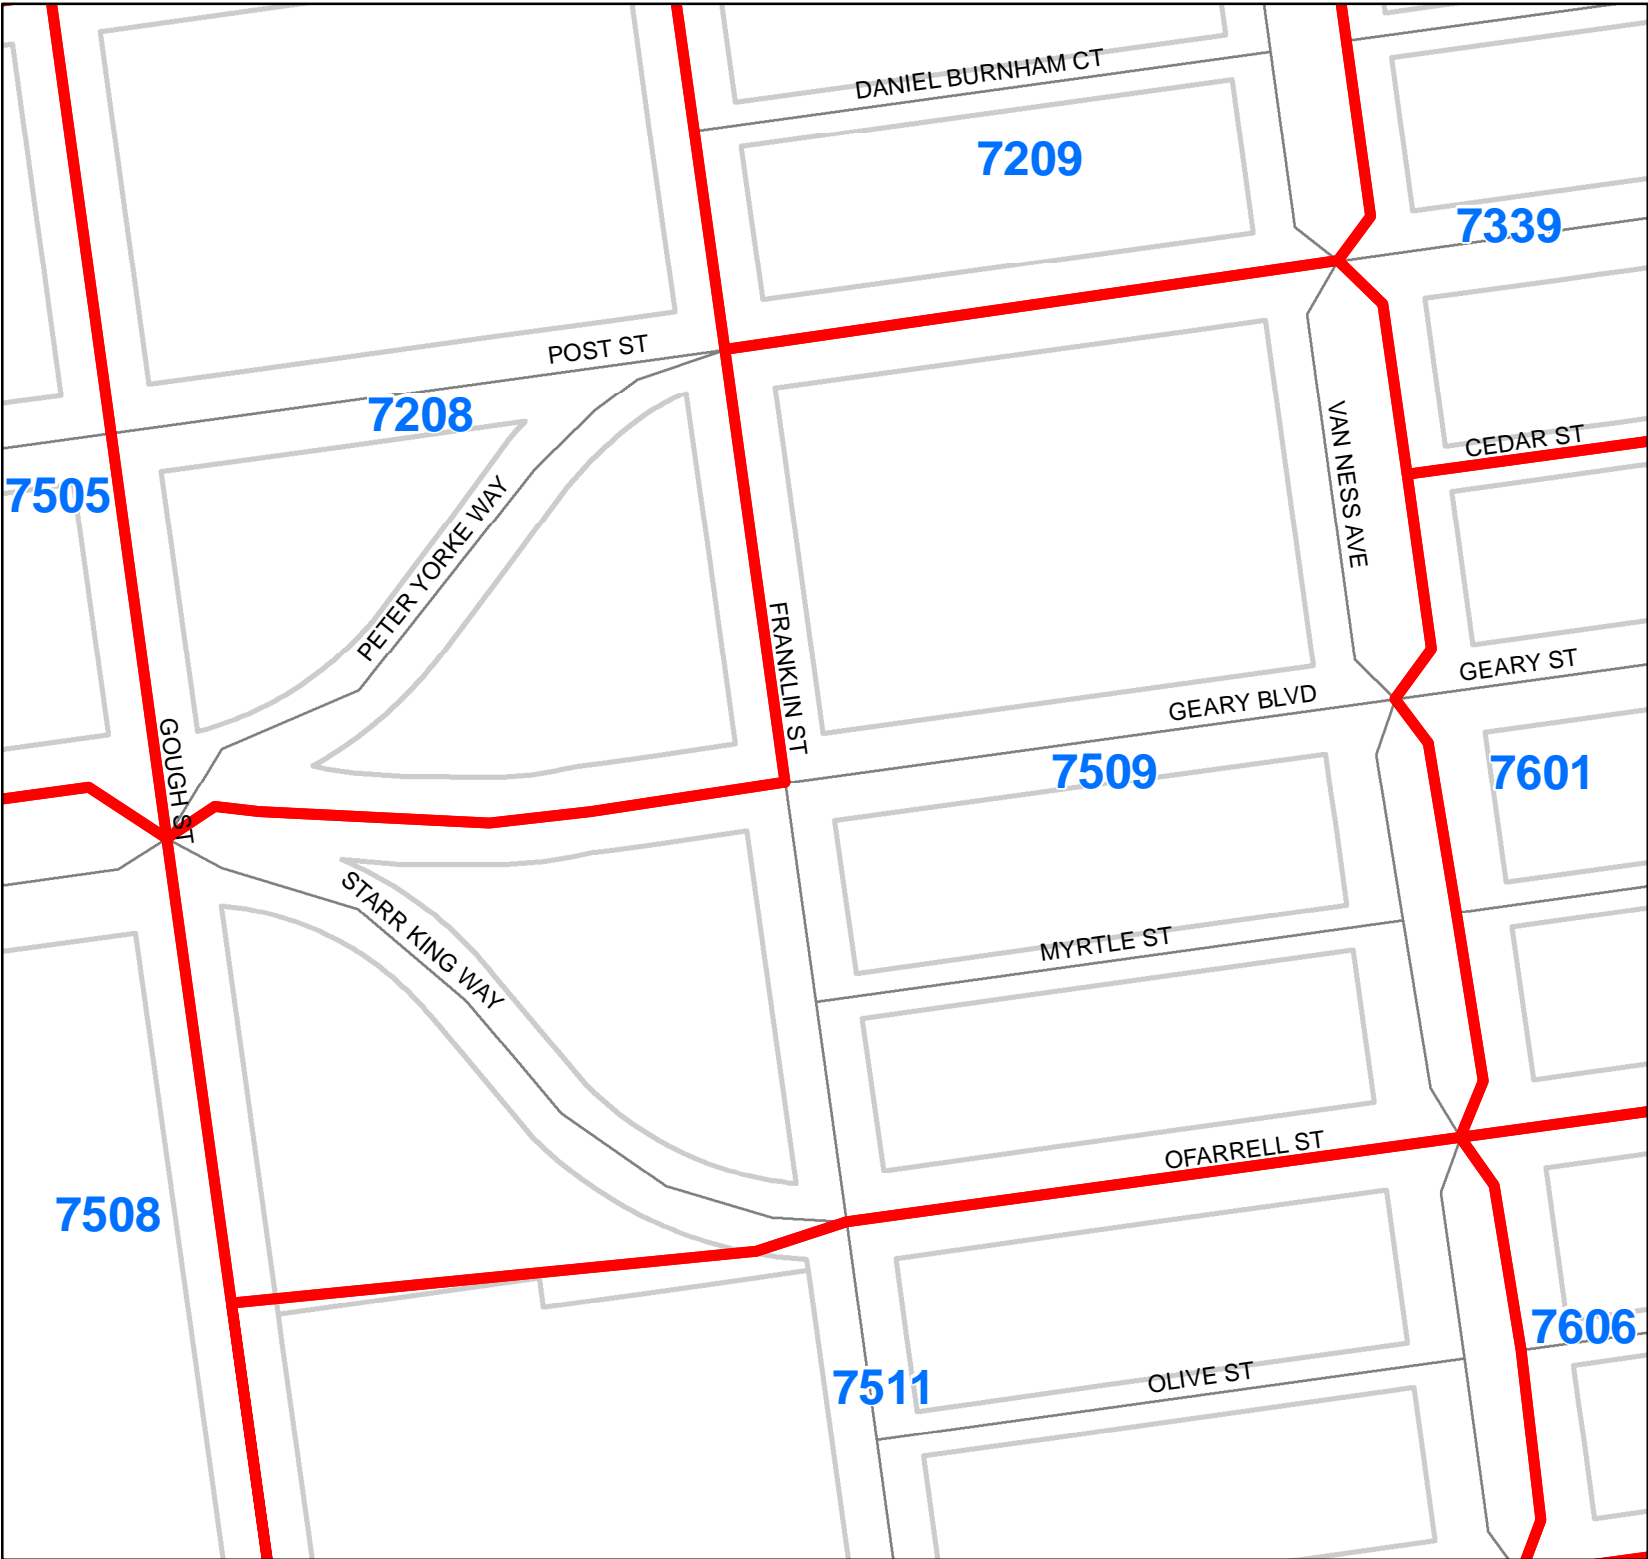 DANIEL BURNHAM CT
7209
7339
POST ST
7208
VAN NESS AVE
CEDAR ST
7505
PETER YORKE WAY
FRANKLIN ST
GEARY ST
GEARY BLVD
GOUGH ST
7509
7601
STARR KING WAY
MYRTLE ST
OFARRELL ST
7508
7606
OLIVE ST
7511